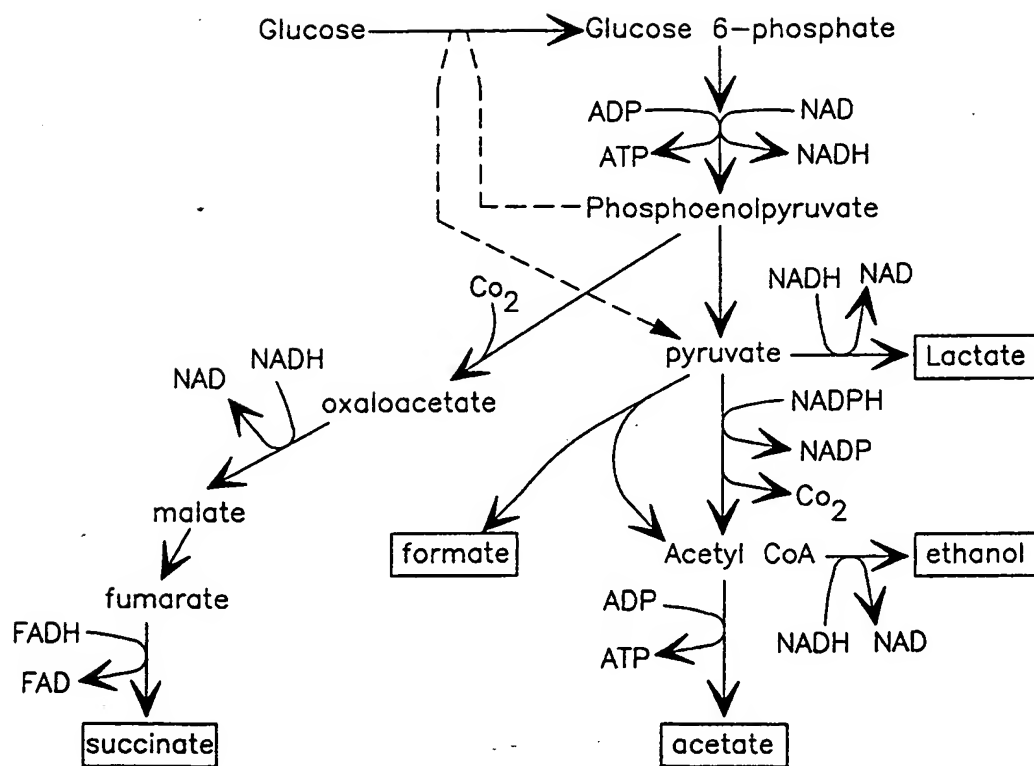 Glucose
Glucose 6-phosphate
ADP
NAD
ATP
NADH
Phosphoenolpyruvate
Co2
NADH
NAD
pyruvate
Lactate
NADH
NAD
oxaloacetate
NADPH
NADP
Co2
malate
formate
Acetyl CoA
ethanol
fumarate
ADP
NADH
NAD
FADH
ATP
FAD
succinate
acetate